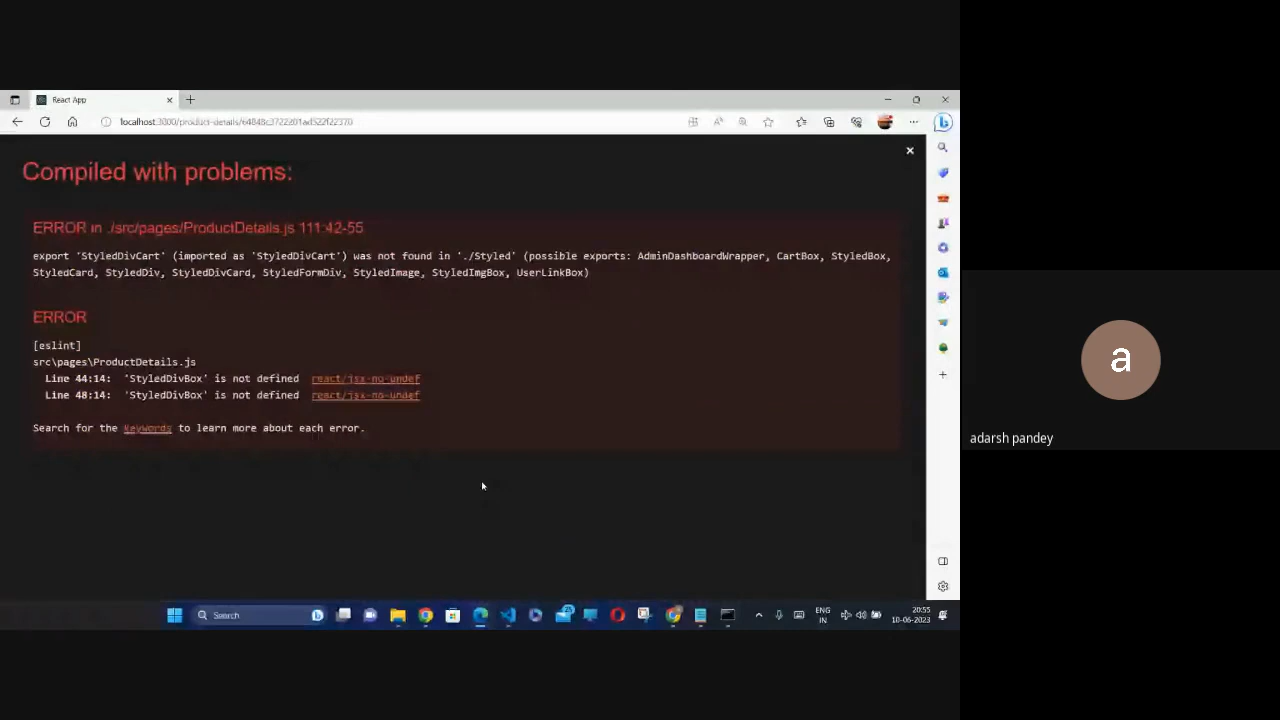 React App
localhost:3000/product-details/
Compiled with problems:
ERROR in ./src/pages/ProductDetails.js 111:42-55
export 'StyledDivCart' (imported as 'StyledDivCart') was not found in './Styled' (possible exports: AdminDashboardWrapper, CartBox, StyledBox,
StyledCard, StyledDiv, StyledDivCard, StyledFormDiv, StyledImage, StyledImgBox, UserLinkBox)
ERROR
[eslint]
src\pages\ProductDetails.js
Line 44:14: 'StyledDivBox' is not defined react/jsx-no-undef
Line 48:14: 'StyledDivBox' is not defined react/jsx-no-undef
Search for the keywords to learn more about each error.
a
adarsh pandey
Search
ENG
IN
20:55
10-06-2023